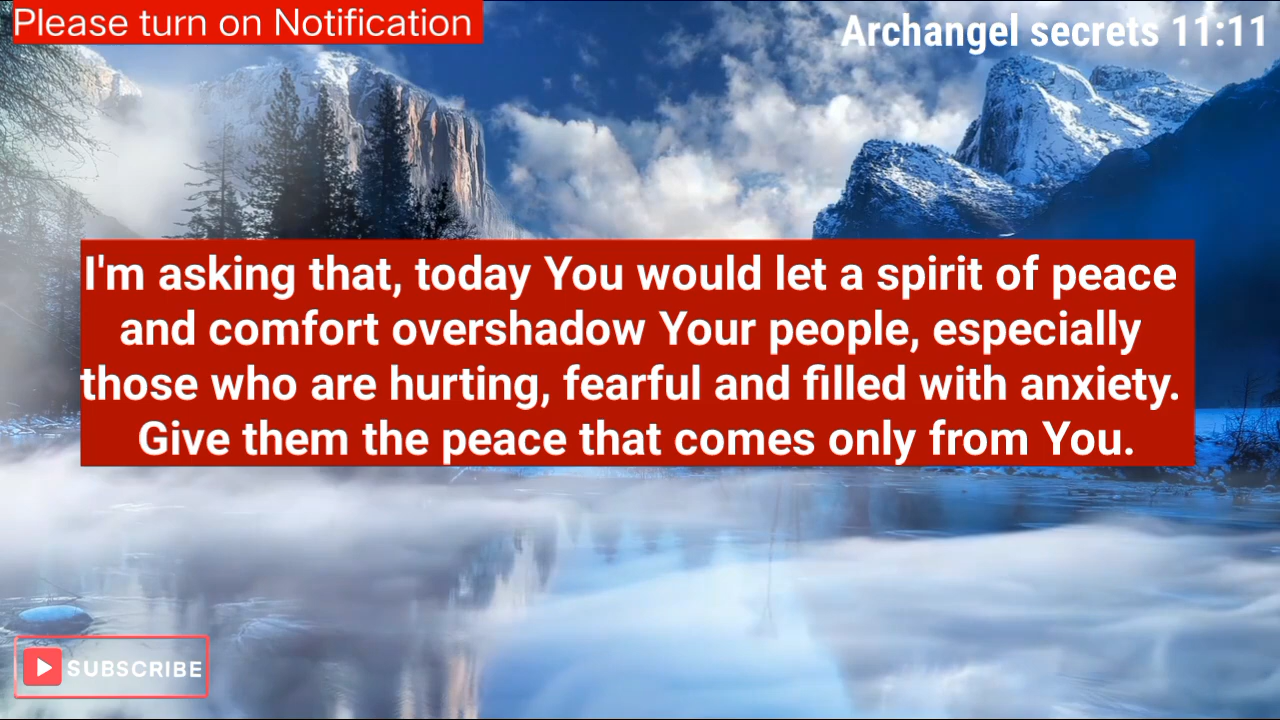 Please turn on Notification
Archangel secrets 11:11
I'm asking that, today You would let a spirit of peace
and comfort overshadow Your people, especially
those who are hurting, fearful and filled with anxiety.
Give them the peace that comes only from You.
SUBSCRIBE